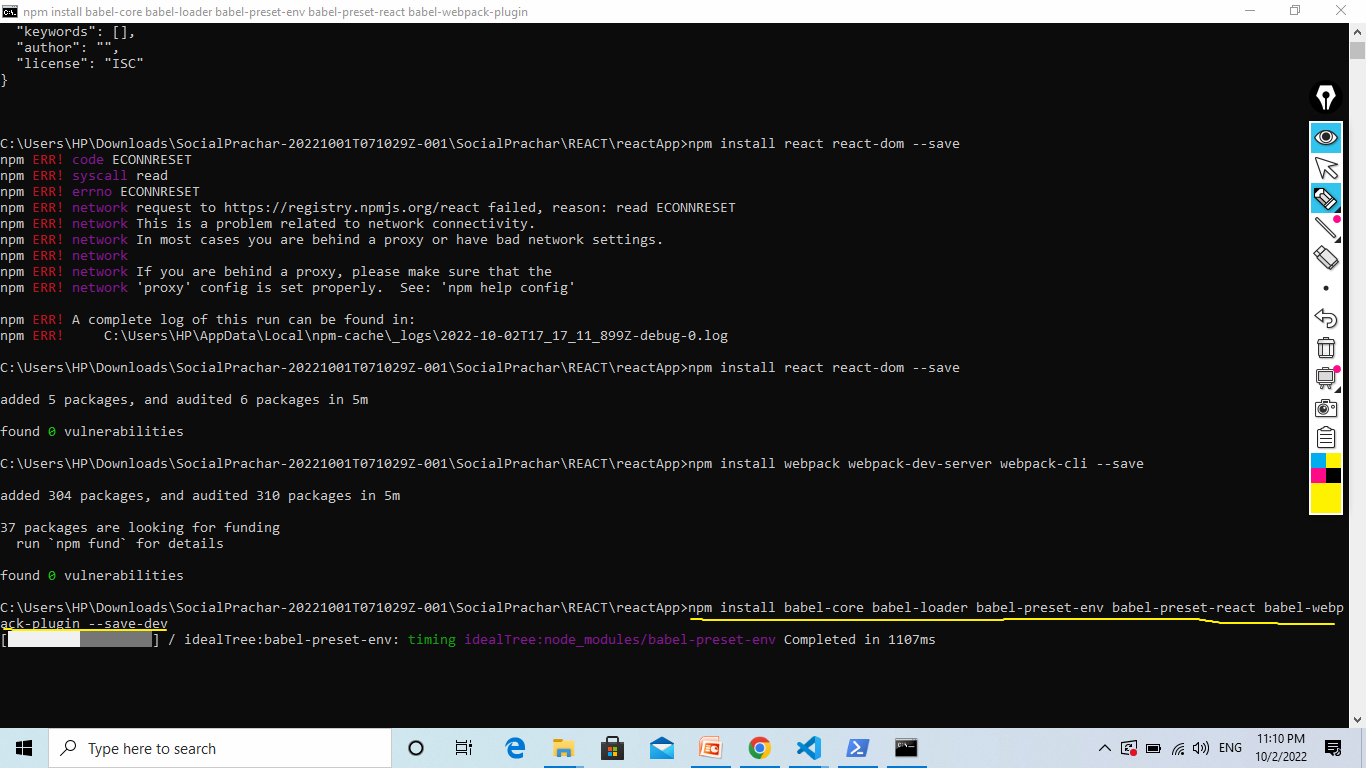 npm install babel-core babel-loader babel-preset-env babel-preset-react babel-webpack-plugin
  "keywords": [],
  "author": "",
  "license": "ISC"
}
C:\Users\HP\Downloads\SocialPrachar-20221001T071029Z-001\SocialPrachar\REACT\reactApp>npm install react react-dom --save
npm ERR! code ECONNRESET
npm ERR! syscall read
npm ERR! errno ECONNRESET
npm ERR! network request to https://registry.npmjs.org/react failed, reason: read ECONNRESET
npm ERR! network This is a problem related to network connectivity.
npm ERR! network In most cases you are behind a proxy or have bad network settings.
npm ERR! network
npm ERR! network If you are behind a proxy, please make sure that the
npm ERR! network 'proxy' config is set properly.  See: 'npm help config'
npm ERR! A complete log of this run can be found in:
npm ERR!     C:\Users\HP\AppData\Local\npm-cache\_logs\2022-10-02T17_17_11_899Z-debug-0.log
C:\Users\HP\Downloads\SocialPrachar-20221001T071029Z-001\SocialPrachar\REACT\reactApp>npm install react react-dom --save
added 5 packages, and audited 6 packages in 5m
found 0 vulnerabilities
C:\Users\HP\Downloads\SocialPrachar-20221001T071029Z-001\SocialPrachar\REACT\reactApp>npm install webpack webpack-dev-server webpack-cli --save
added 304 packages, and audited 310 packages in 5m
37 packages are looking for funding
  run `npm fund` for details
found 0 vulnerabilities
C:\Users\HP\Downloads\SocialPrachar-20221001T071029Z-001\SocialPrachar\REACT\reactApp>npm install babel-core babel-loader babel-preset-env babel-preset-react babel-webp
ack-plugin --save-dev
[                  ] / idealTree:babel-preset-env: timing idealTree:node_modules/babel-preset-env Completed in 1107ms
Type here to search
ENG
11:10 PM
10/2/2022